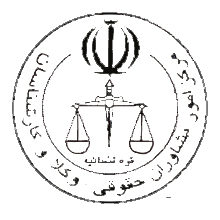 مرکز امور مشاوران حقوقی، وکلا و کارشناسان
قوه قضائیه